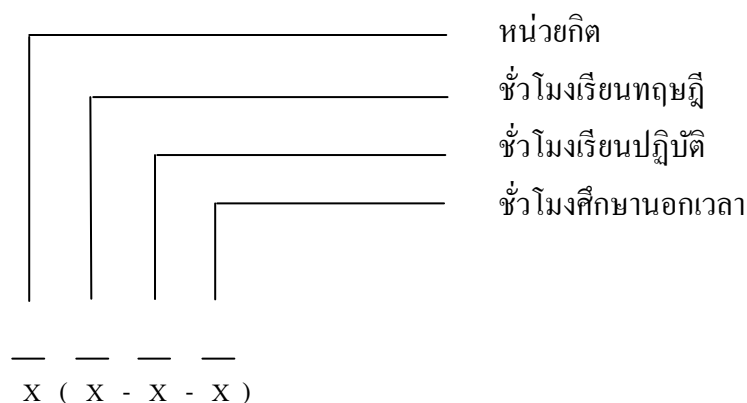 หน่วยกิต
ชั่วโมงเรียนทฤษฎี
ชั่วโมงเรียนปฏิบัติ
ชั่วโมงศึกษานอกเวลา
X ( X - X - X )